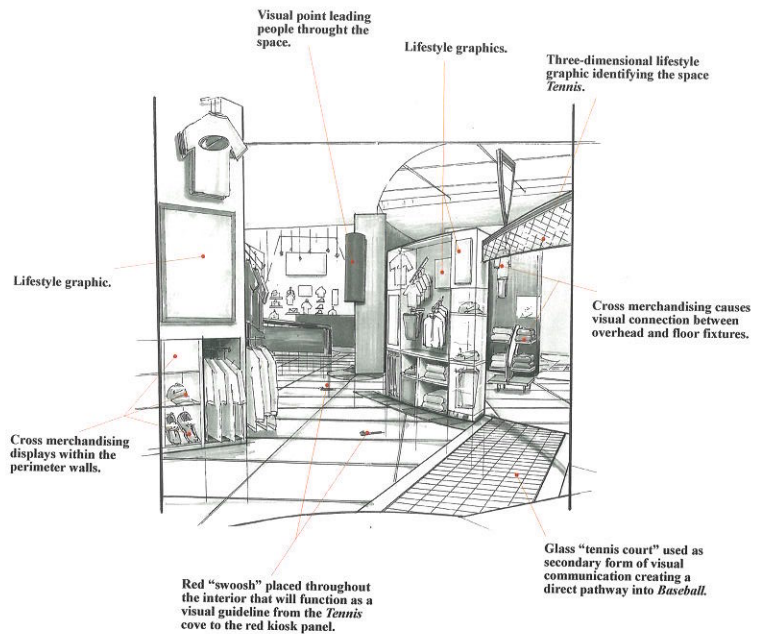 Visual point leading
people throught the
space.
Lifestyle graphics.
Three-dimensional lifestyle
graphic identifying the space
Tennis.
Lifestyle graphic.
Cross merchandising causes
visual connection between
overhead and floor fixtures.
Cross merchandising
displays within the
perimeter walls.
Red “swoosh” placed throughout
the interior that will function as a
visual guideline from the Tennis
cove to the red kiosk panel.
Glass “tennis court” used as
secondary form of visual
communication creating a
direct pathway into Baseball.